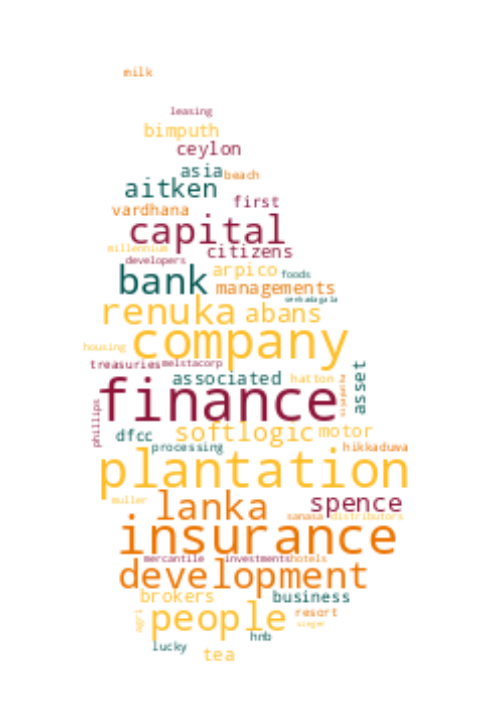 milk
leasing
bimputh
ceylon
asia
beach
aitken
first
vardhana
capital
citizens
millennium
developers
arpico
foods
bank
managements
renuka
abans
company
housing
treasuries
melstacorp
associated
hatton
asset
finance
phillips
dfcc
softlogic
motor
processing
hikkaduwa
plantation
muller
lanka
spence
sanasa
distributors
insurance
mercantile
investments
hotels
development
brokers
business
agri
people
resort
singer
hnb
lucky
tea